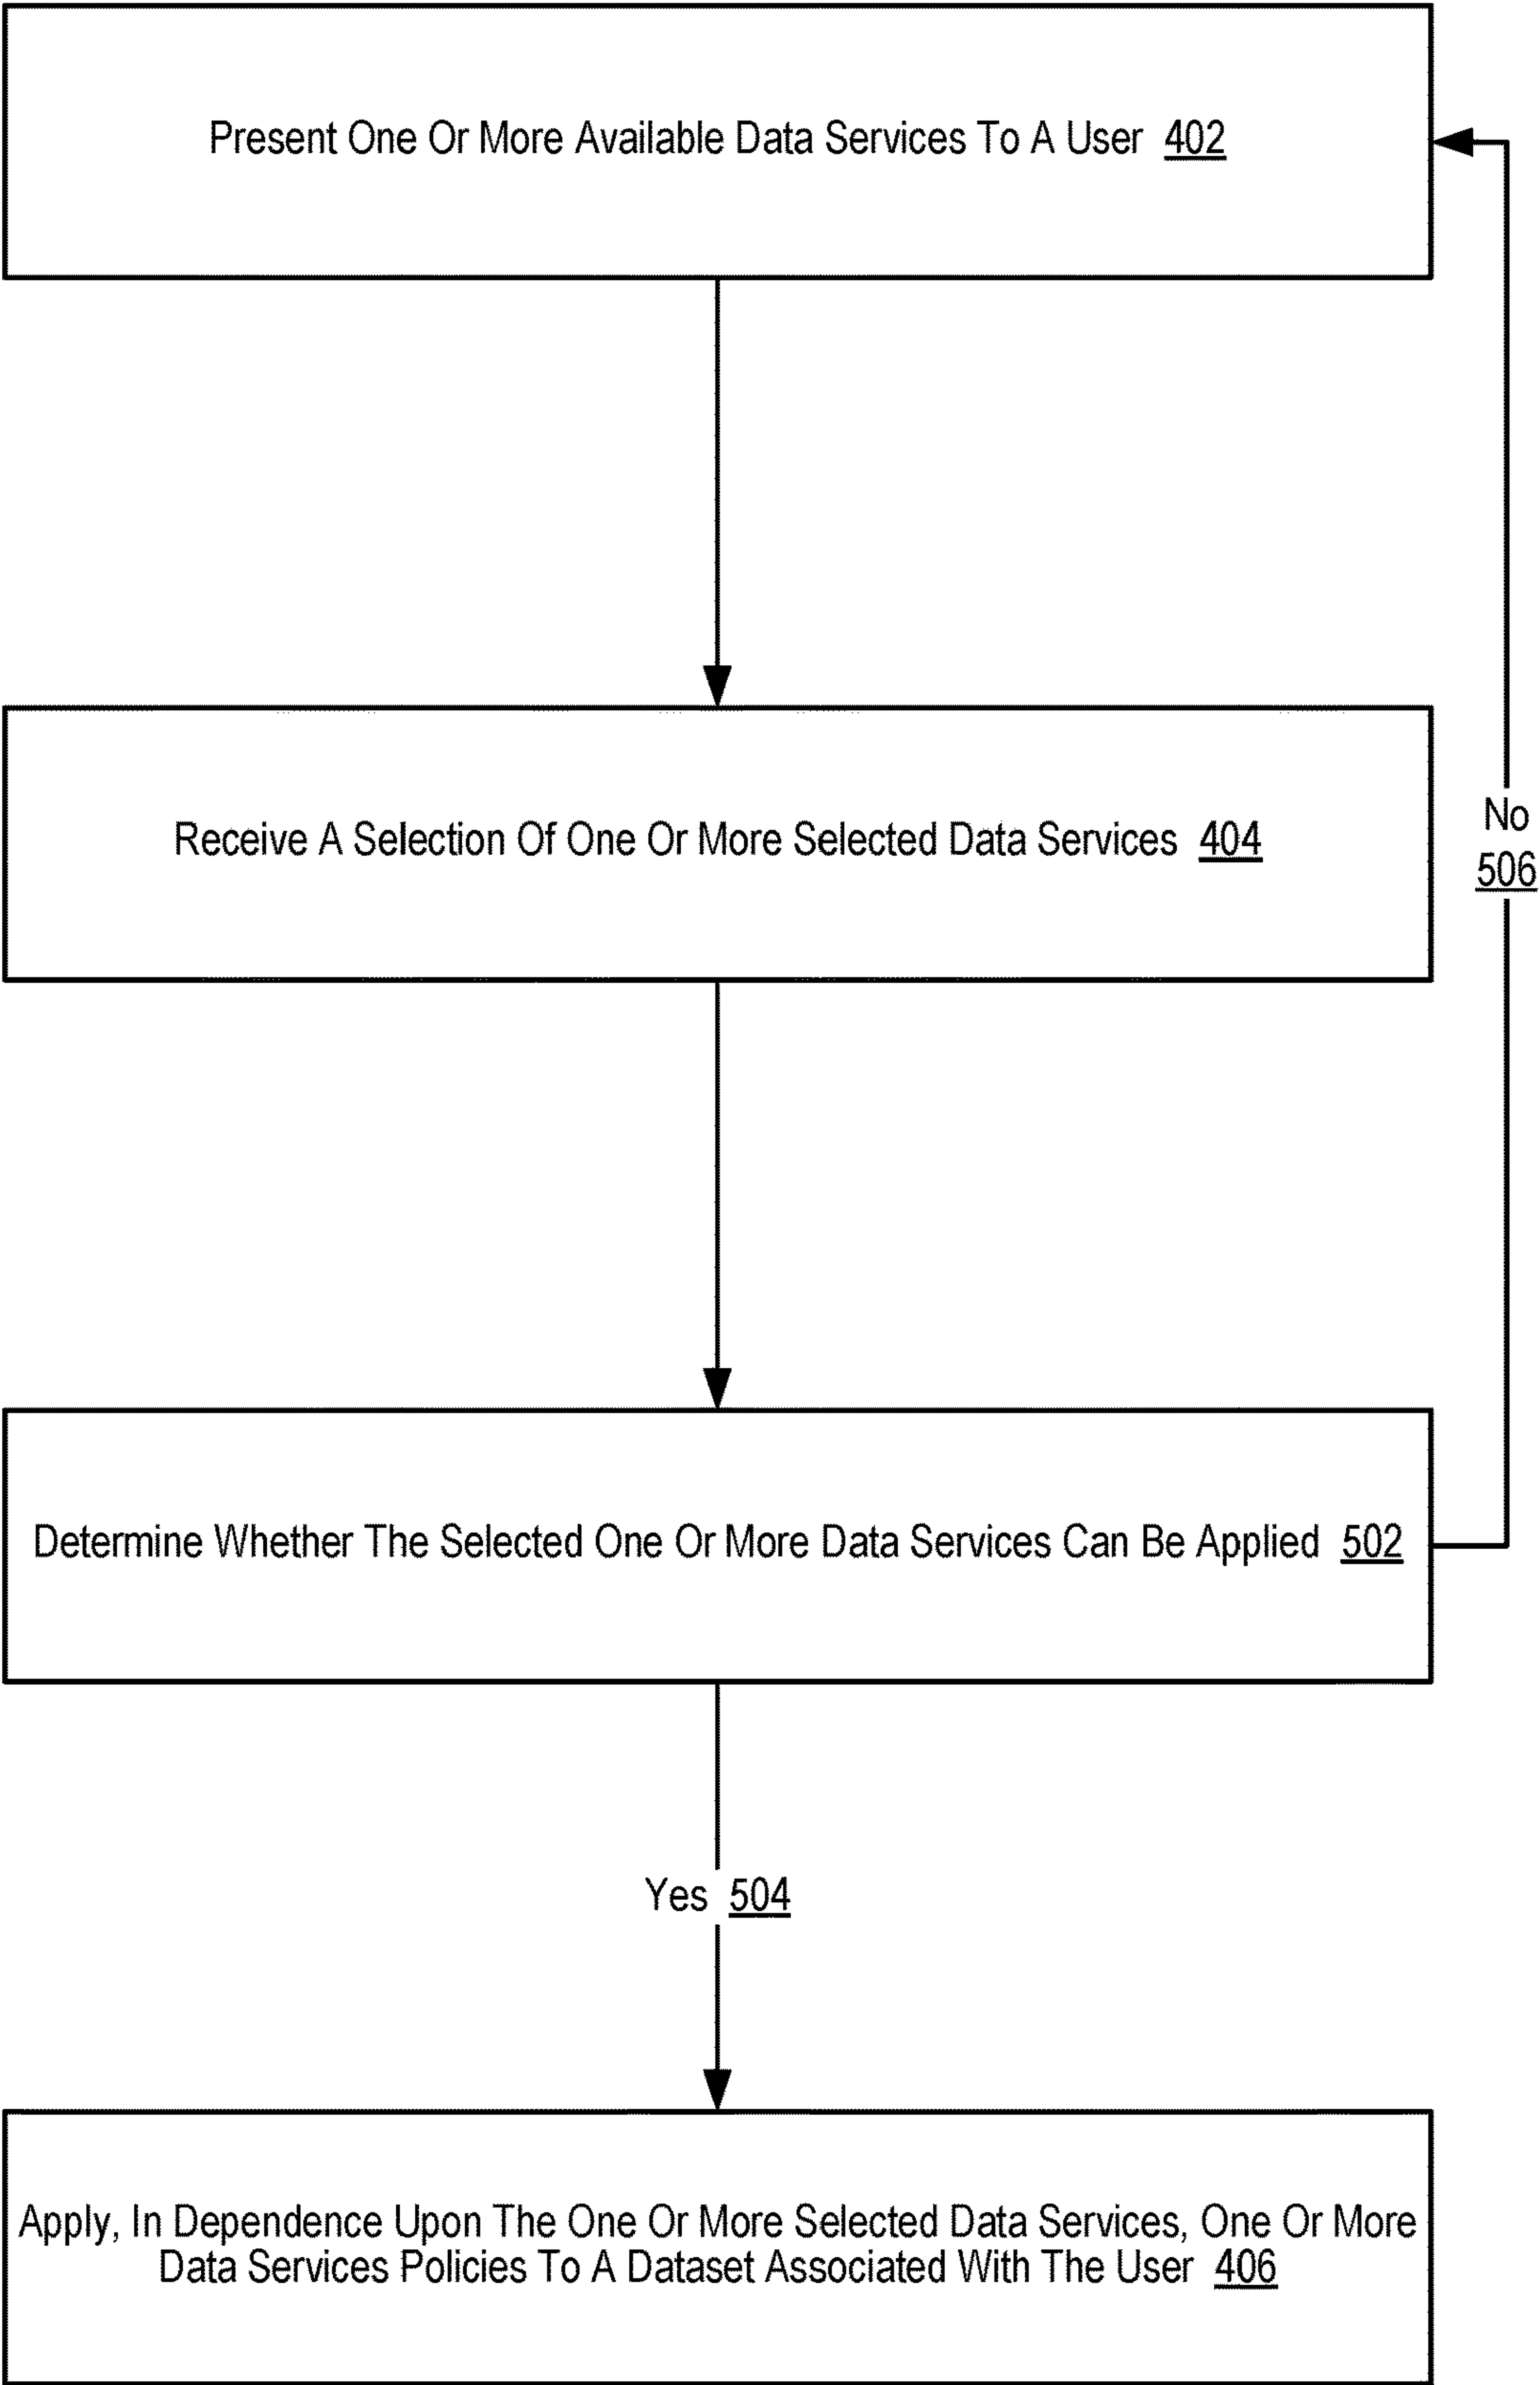 Present One Or More Available Data Services To A User 402
Receive A Selection Of One Or More Selected Data Services 404
No
506
Determine Whether The Selected One Or More Data Services Can Be Applied 502
Yes 504
Apply, In Dependence Upon The One Or More Selected Data Services, One Or More
Data Services Policies To A Dataset Associated With The User 406